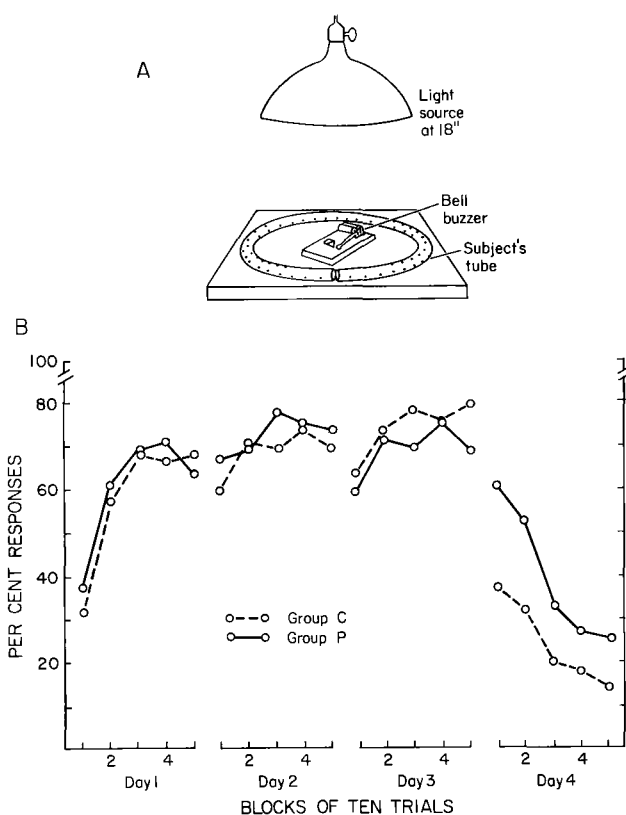 A
Light
source
at 18"
Bell
buzzer
Subject's
tube
B
100
80
60
40
20
PER CENT RESPONSES
Group C
Group P
2 4 2 4 2 4 2 4
Day 1 Day 2 Day 3 Day 4
BLOCKS OF TEN TRIALS